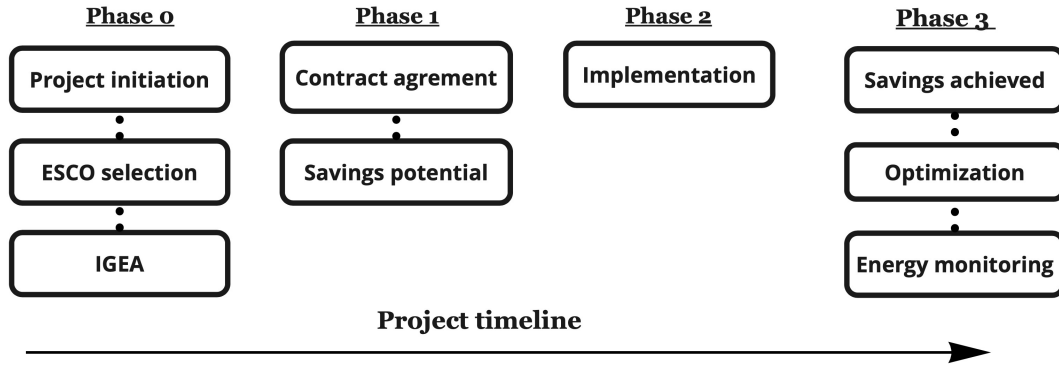 Phase 0
Project initiation
ESCO selection
IGEA
Phase 1
Contract agrement
Savings potential
Phase 2
Implementation
Phase 3
Savings achieved
Optimization
Energy monitoring
Project timeline